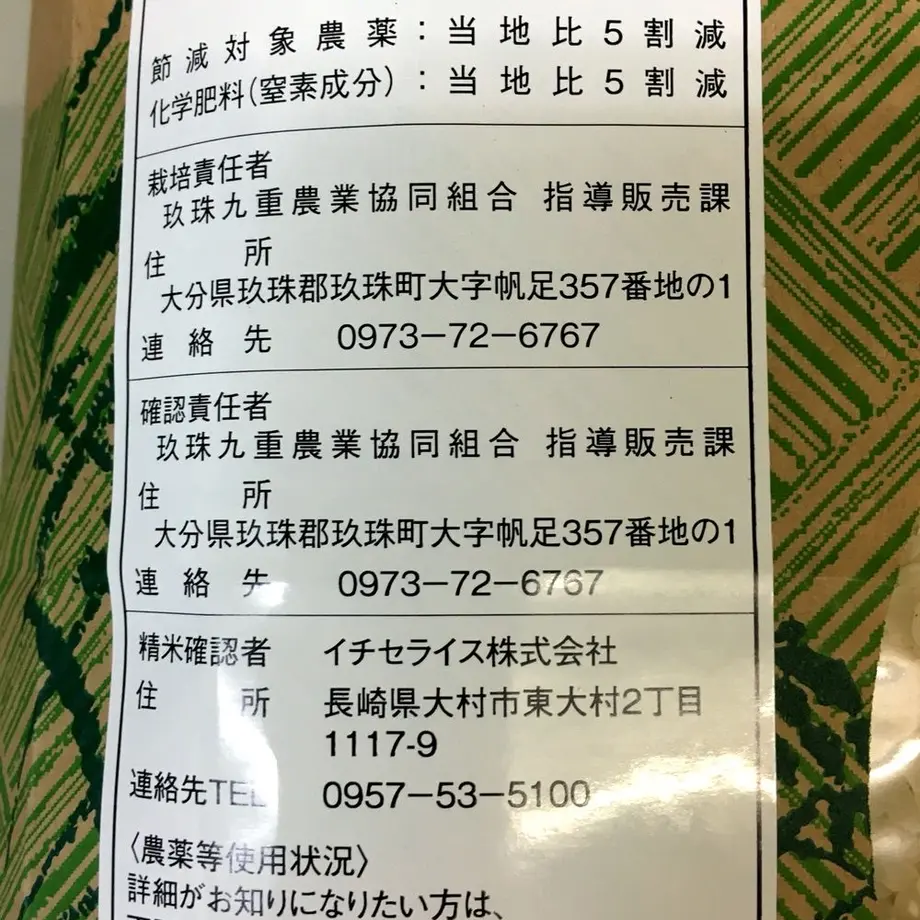 節減対象農薬：当地比5割減
化学肥料(窒素成分)：当地比5割減
栽培責任者
玖珠九重農業協同組合 指導販売課
住 所
大分県玖珠郡玖珠町大字帆足357番地の1
連絡先 0973-72-6767
確認責任者
玖珠九重農業協同組合 指導販売課
住 所
大分県玖珠郡玖珠町大字帆足357番地の1
連絡先 0973-72-6767
精米確認者 イチセライス株式会社
住 所 長崎県大村市東大村2丁目
1117-9
連絡先TEL 0957-53-5100
〈農薬等使用状況〉
詳細がお知りになりたい方は、